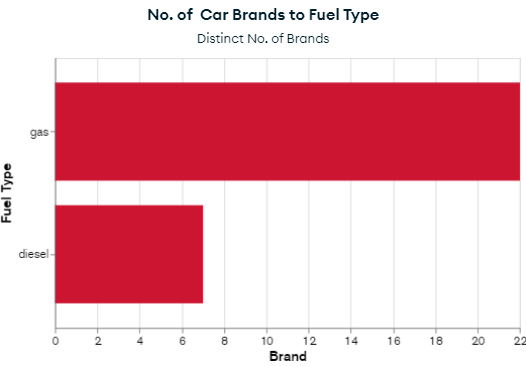 No. of Car Brands to Fuel Type
Distinct No. of Brands
Fuel Type
gas
diesel
0 2 4 6 8 10 12 14 16 18 20 22
Brand